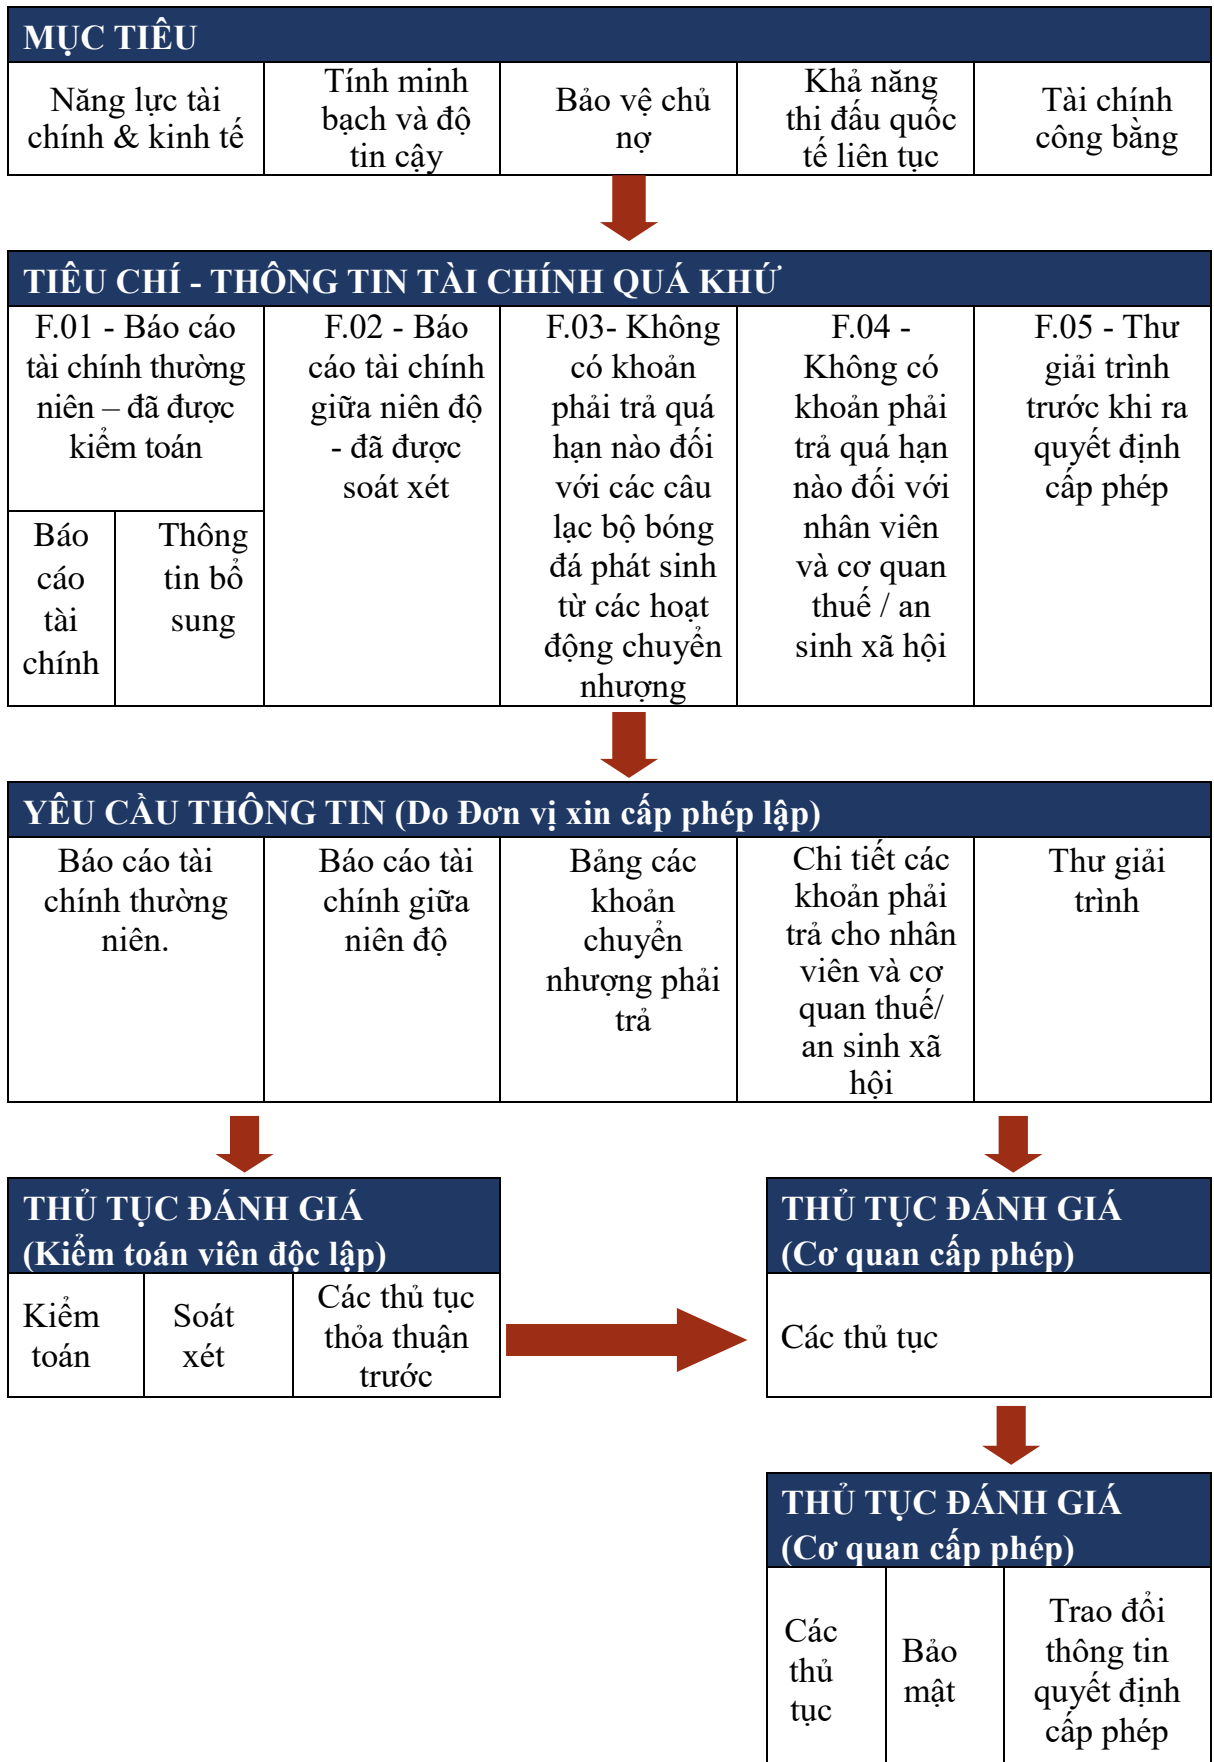 MỤC TIÊU
Năng lực tài
chính & kinh tế
Tính minh
bạch và độ
tin cậy
Bảo vệ chủ
nợ
Khả năng
thi đấu quốc
tế liên tục
Tài chính
công bằng
TIÊU CHÍ - THÔNG TIN TÀI CHÍNH QUÁ KHỨ
F.01 - Báo cáo
tài chính thường
niên – đã được
kiểm toán
Báo
cáo
tài
chính
Thông
tin bổ
sung
F.02 - Báo
cáo tài chính
giữa niên độ
- đã được
soát xét
F.03- Không
có khoản
phải trả quá
hạn nào đối
với các câu
lạc bộ bóng
đá phát sinh
từ các hoạt
động chuyển
nhượng
F.04 -
Không có
khoản phải
trả quá hạn
nào đối với
nhân viên
và cơ quan
thuế / an
sinh xã hội
F.05 - Thư
giải trình
trước khi ra
quyết định
cấp phép
YÊU CẦU THÔNG TIN (Do Đơn vị xin cấp phép lập)
Báo cáo tài
chính thường
niên.
Báo cáo tài
chính giữa
niên độ
Bảng các
khoản
chuyển
nhượng phải
trả
Chi tiết các
khoản phải
trả cho nhân
viên và cơ
quan thuế/
an sinh xã
hội
Thư giải
trình
THỦ TỤC ĐÁNH GIÁ
(Kiểm toán viên độc lập)
Kiểm
toán
Soát
xét
Các thủ tục
thỏa thuận
trước
THỦ TỤC ĐÁNH GIÁ
(Cơ quan cấp phép)
Các thủ tục
THỦ TỤC ĐÁNH GIÁ
(Cơ quan cấp phép)
Các
thủ
tục
Bảo
mật
Trao đổi
thông tin
quyết định
cấp phép